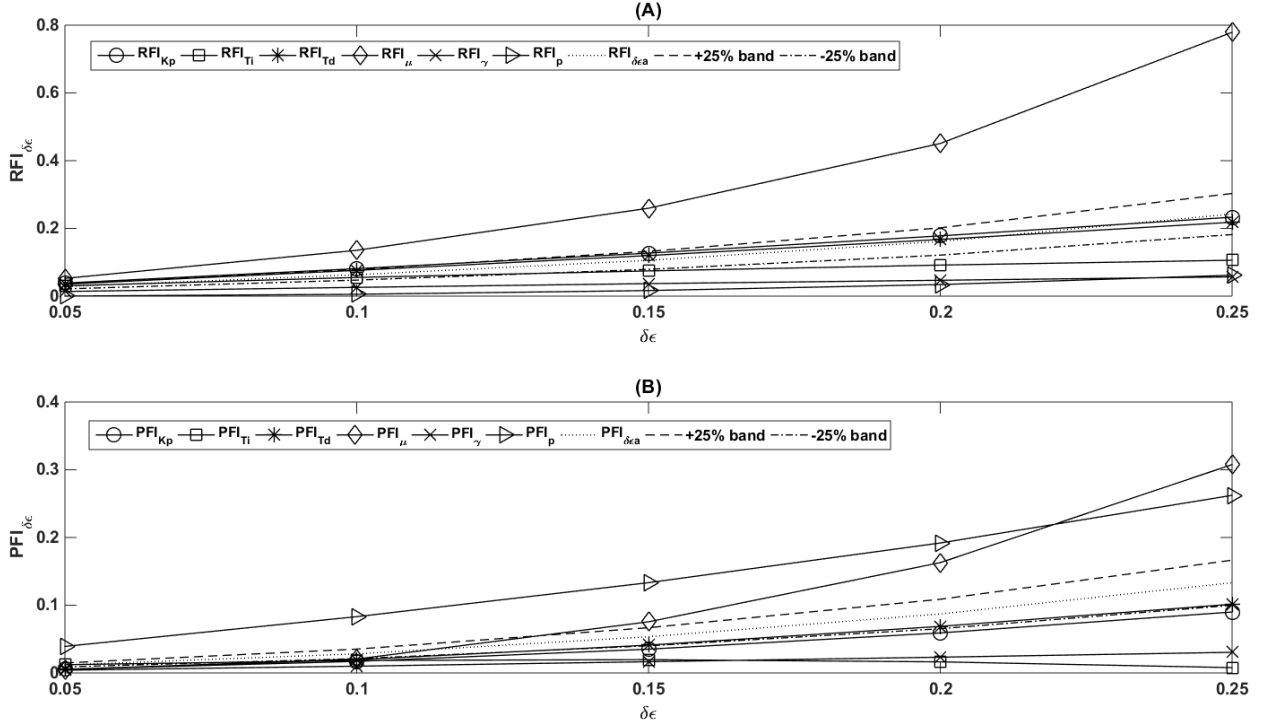 (A)
0.8
RFI_Kp RFI_Ti RFI_Td RFI_μ RFI_γ RFI_p RFI_δϵa +25% band -25% band
0.6
RFI_δϵ
0.4
0.2
0
0.05 0.1 0.15 0.2 0.25
δϵ
(B)
0.4
PFI_Kp PFI_Ti PFI_Td PFI_μ PFI_γ PFI_p PFI_δϵa +25% band -25% band
0.3
PFI_δϵ
0.2
0.1
0
0.05 0.1 0.15 0.2 0.25
δϵ